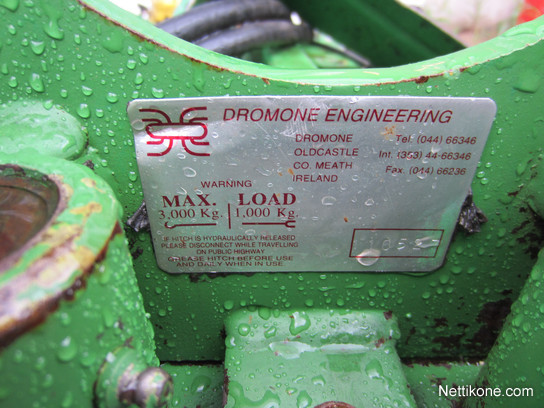 DROMONE ENGINEERING
DROMONE Tel. (044) 66346
OLDCASTLE Int. (353) 44-66346
CO. MEATH Fax. (044) 66236
IRELAND
WARNING
MAX. LOAD
3,000 Kg. 1,000 Kg.
IF HITCH IS HYDRAULICALLY RELEASED
PLEASE DISCONNECT WHILE TRAVELLING
ON PUBLIC HIGHWAY
GREASE HITCH BEFORE USE
AND DAILY WHEN IN USE.
Nettikone.com